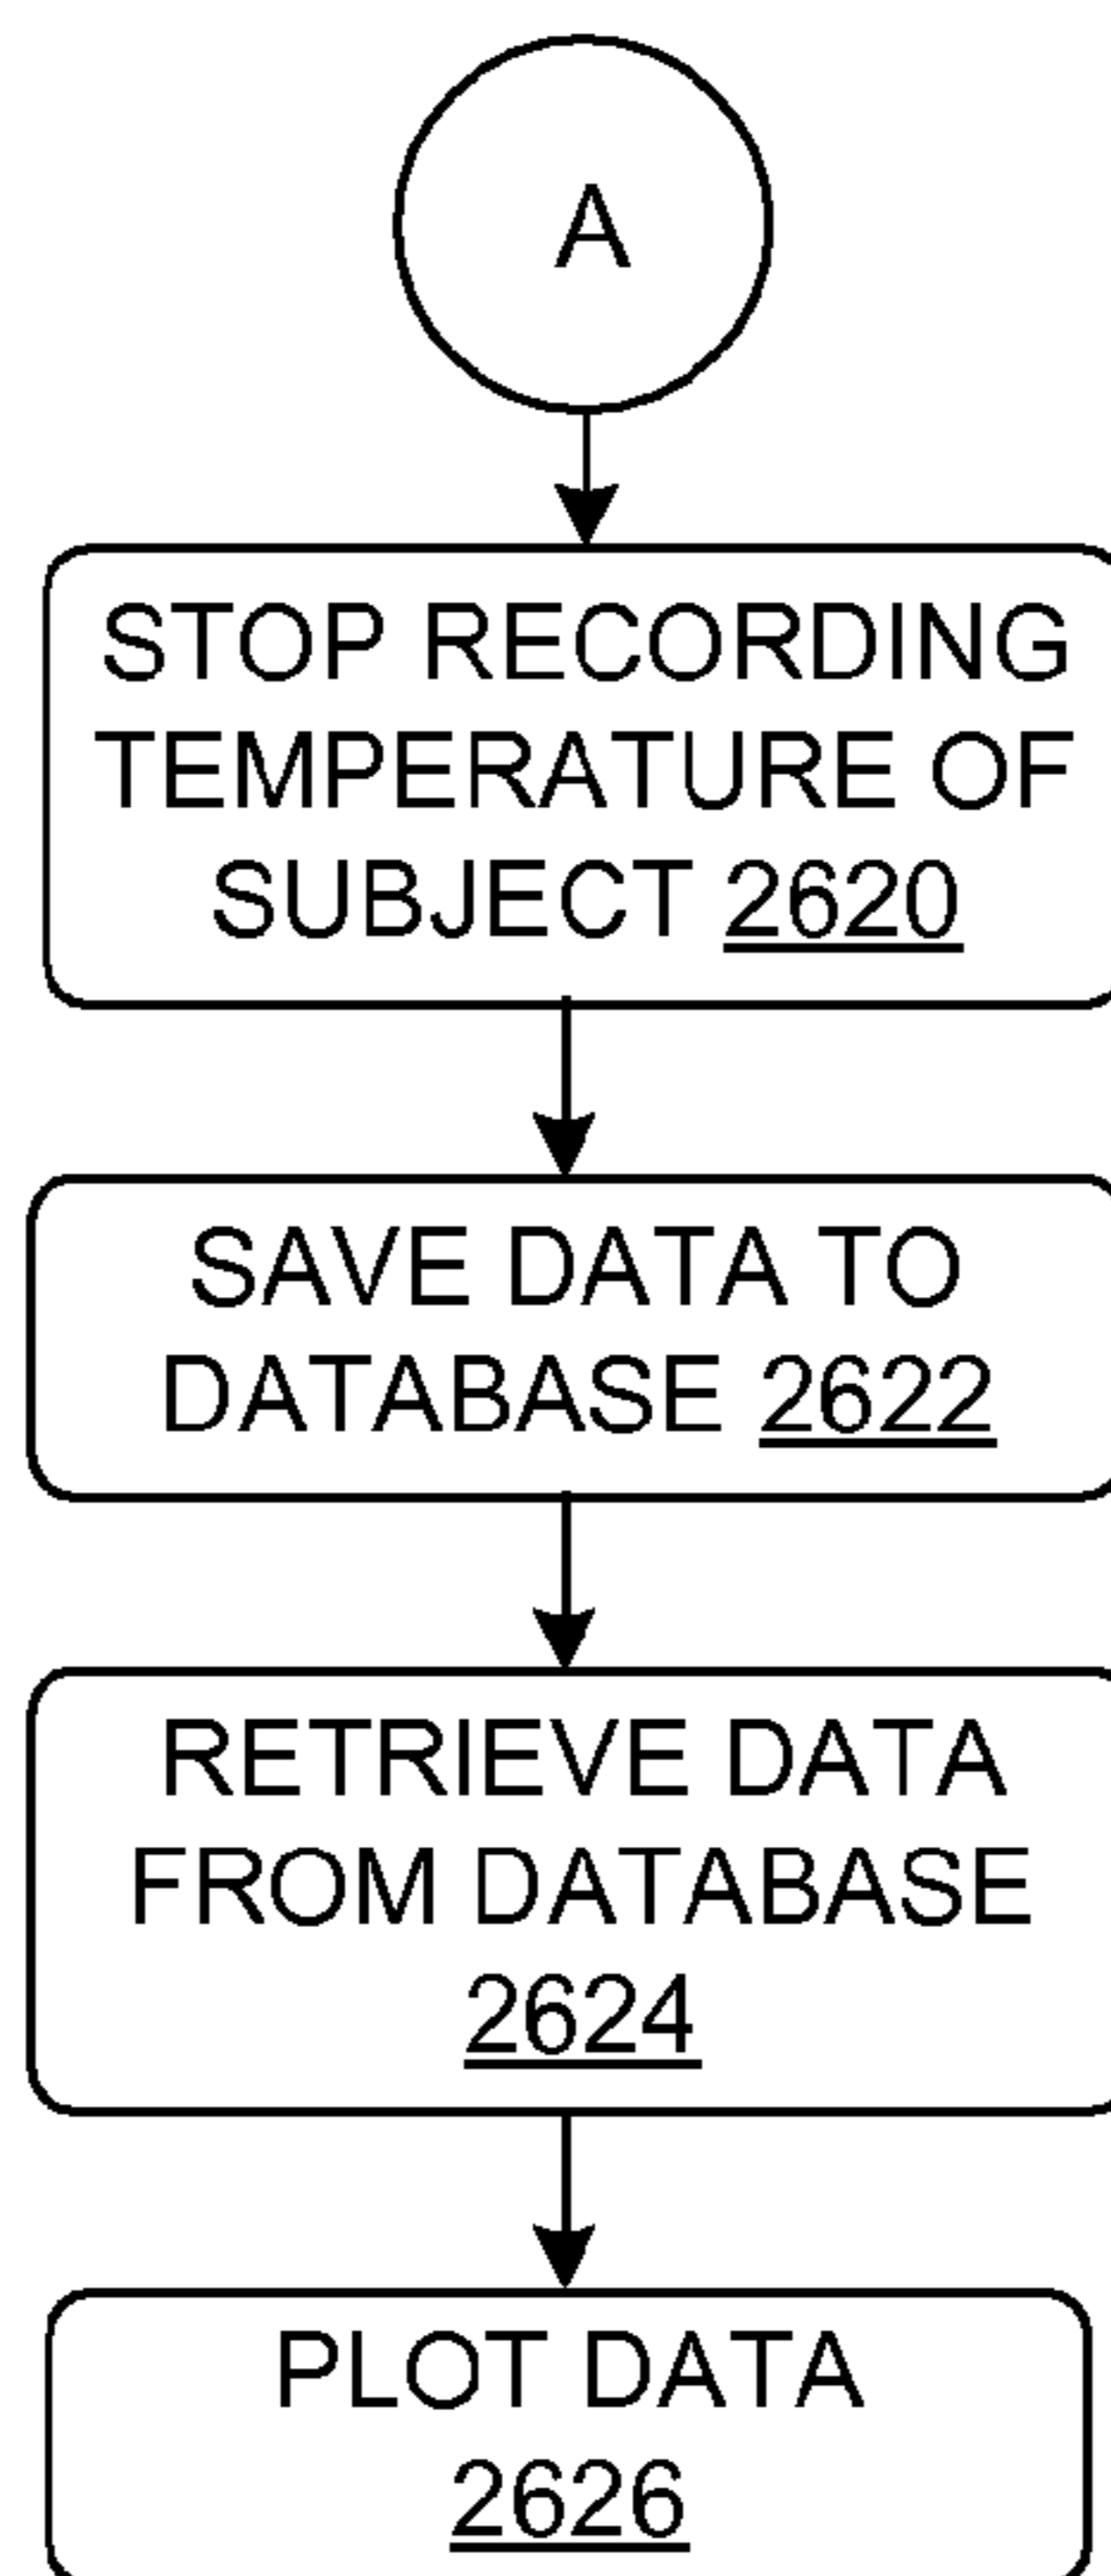 A
STOP RECORDING
TEMPERATURE OF
SUBJECT 2620
SAVE DATA TO
DATABASE 2622
RETRIEVE DATA
FROM DATABASE
2624
PLOT DATA
2626